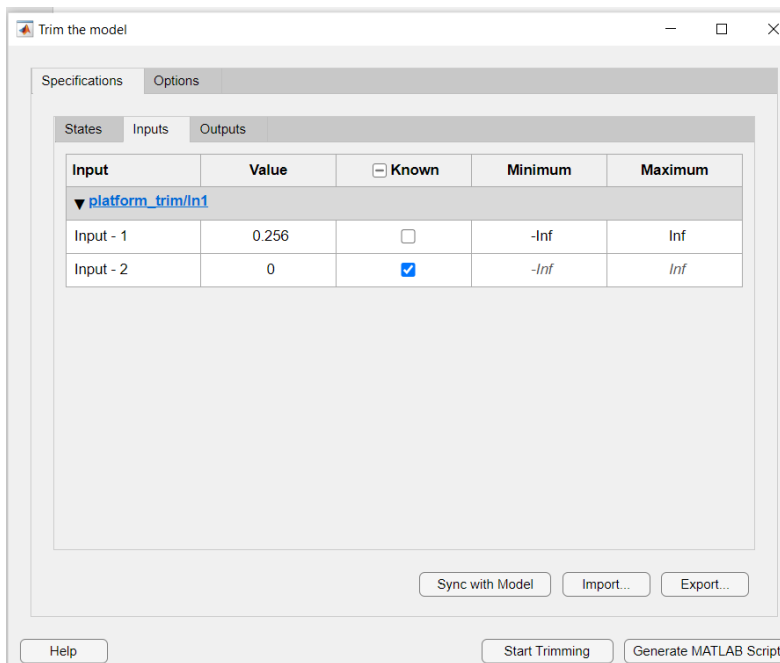 Trim the model
Specifications Options
States Inputs Outputs
Input Value Known Minimum Maximum
platform_trim/In1
Input - 1 0.256 -Inf Inf
Input - 2 0 -Inf Inf
Sync with Model Import... Export...
Help Start Trimming Generate MATLAB Script